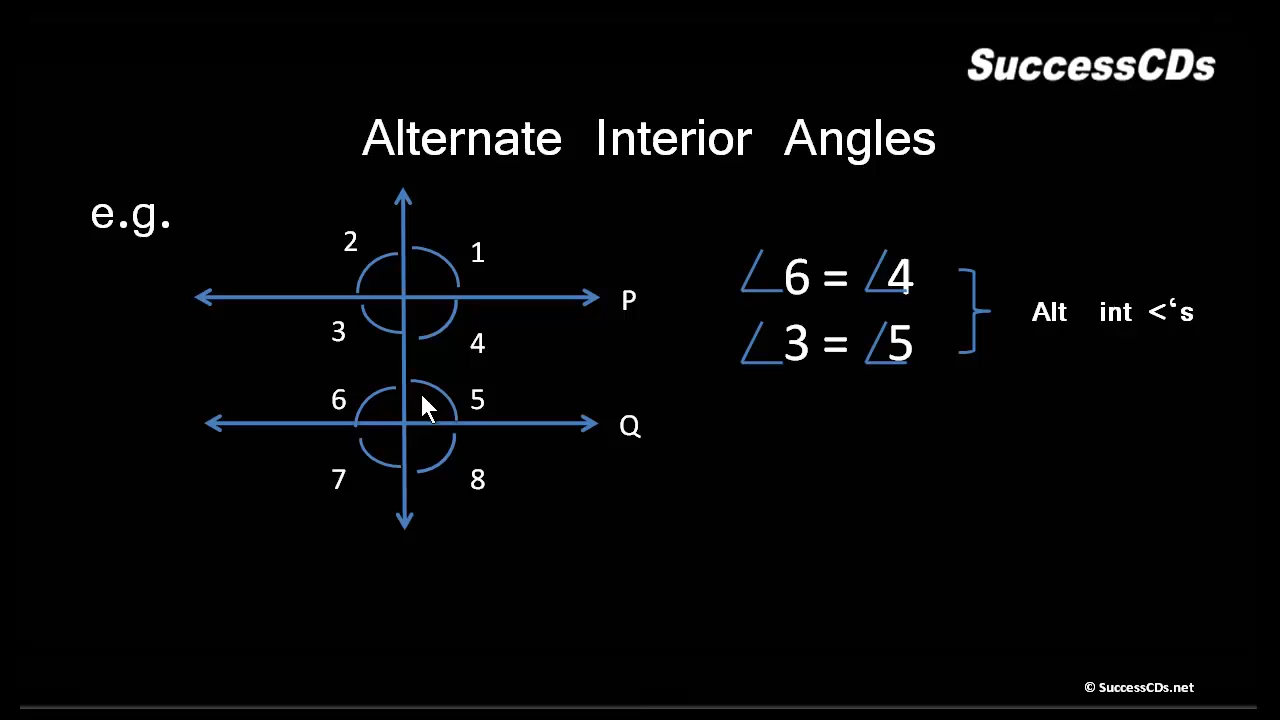 SuccessCDs
Alternate Interior Angles
e.g.
2
1
P
3
4
6
5
Q
7
8
∠6 = ∠4
∠3 = ∠5
Alt int <‘s
© SuccessCDs.net